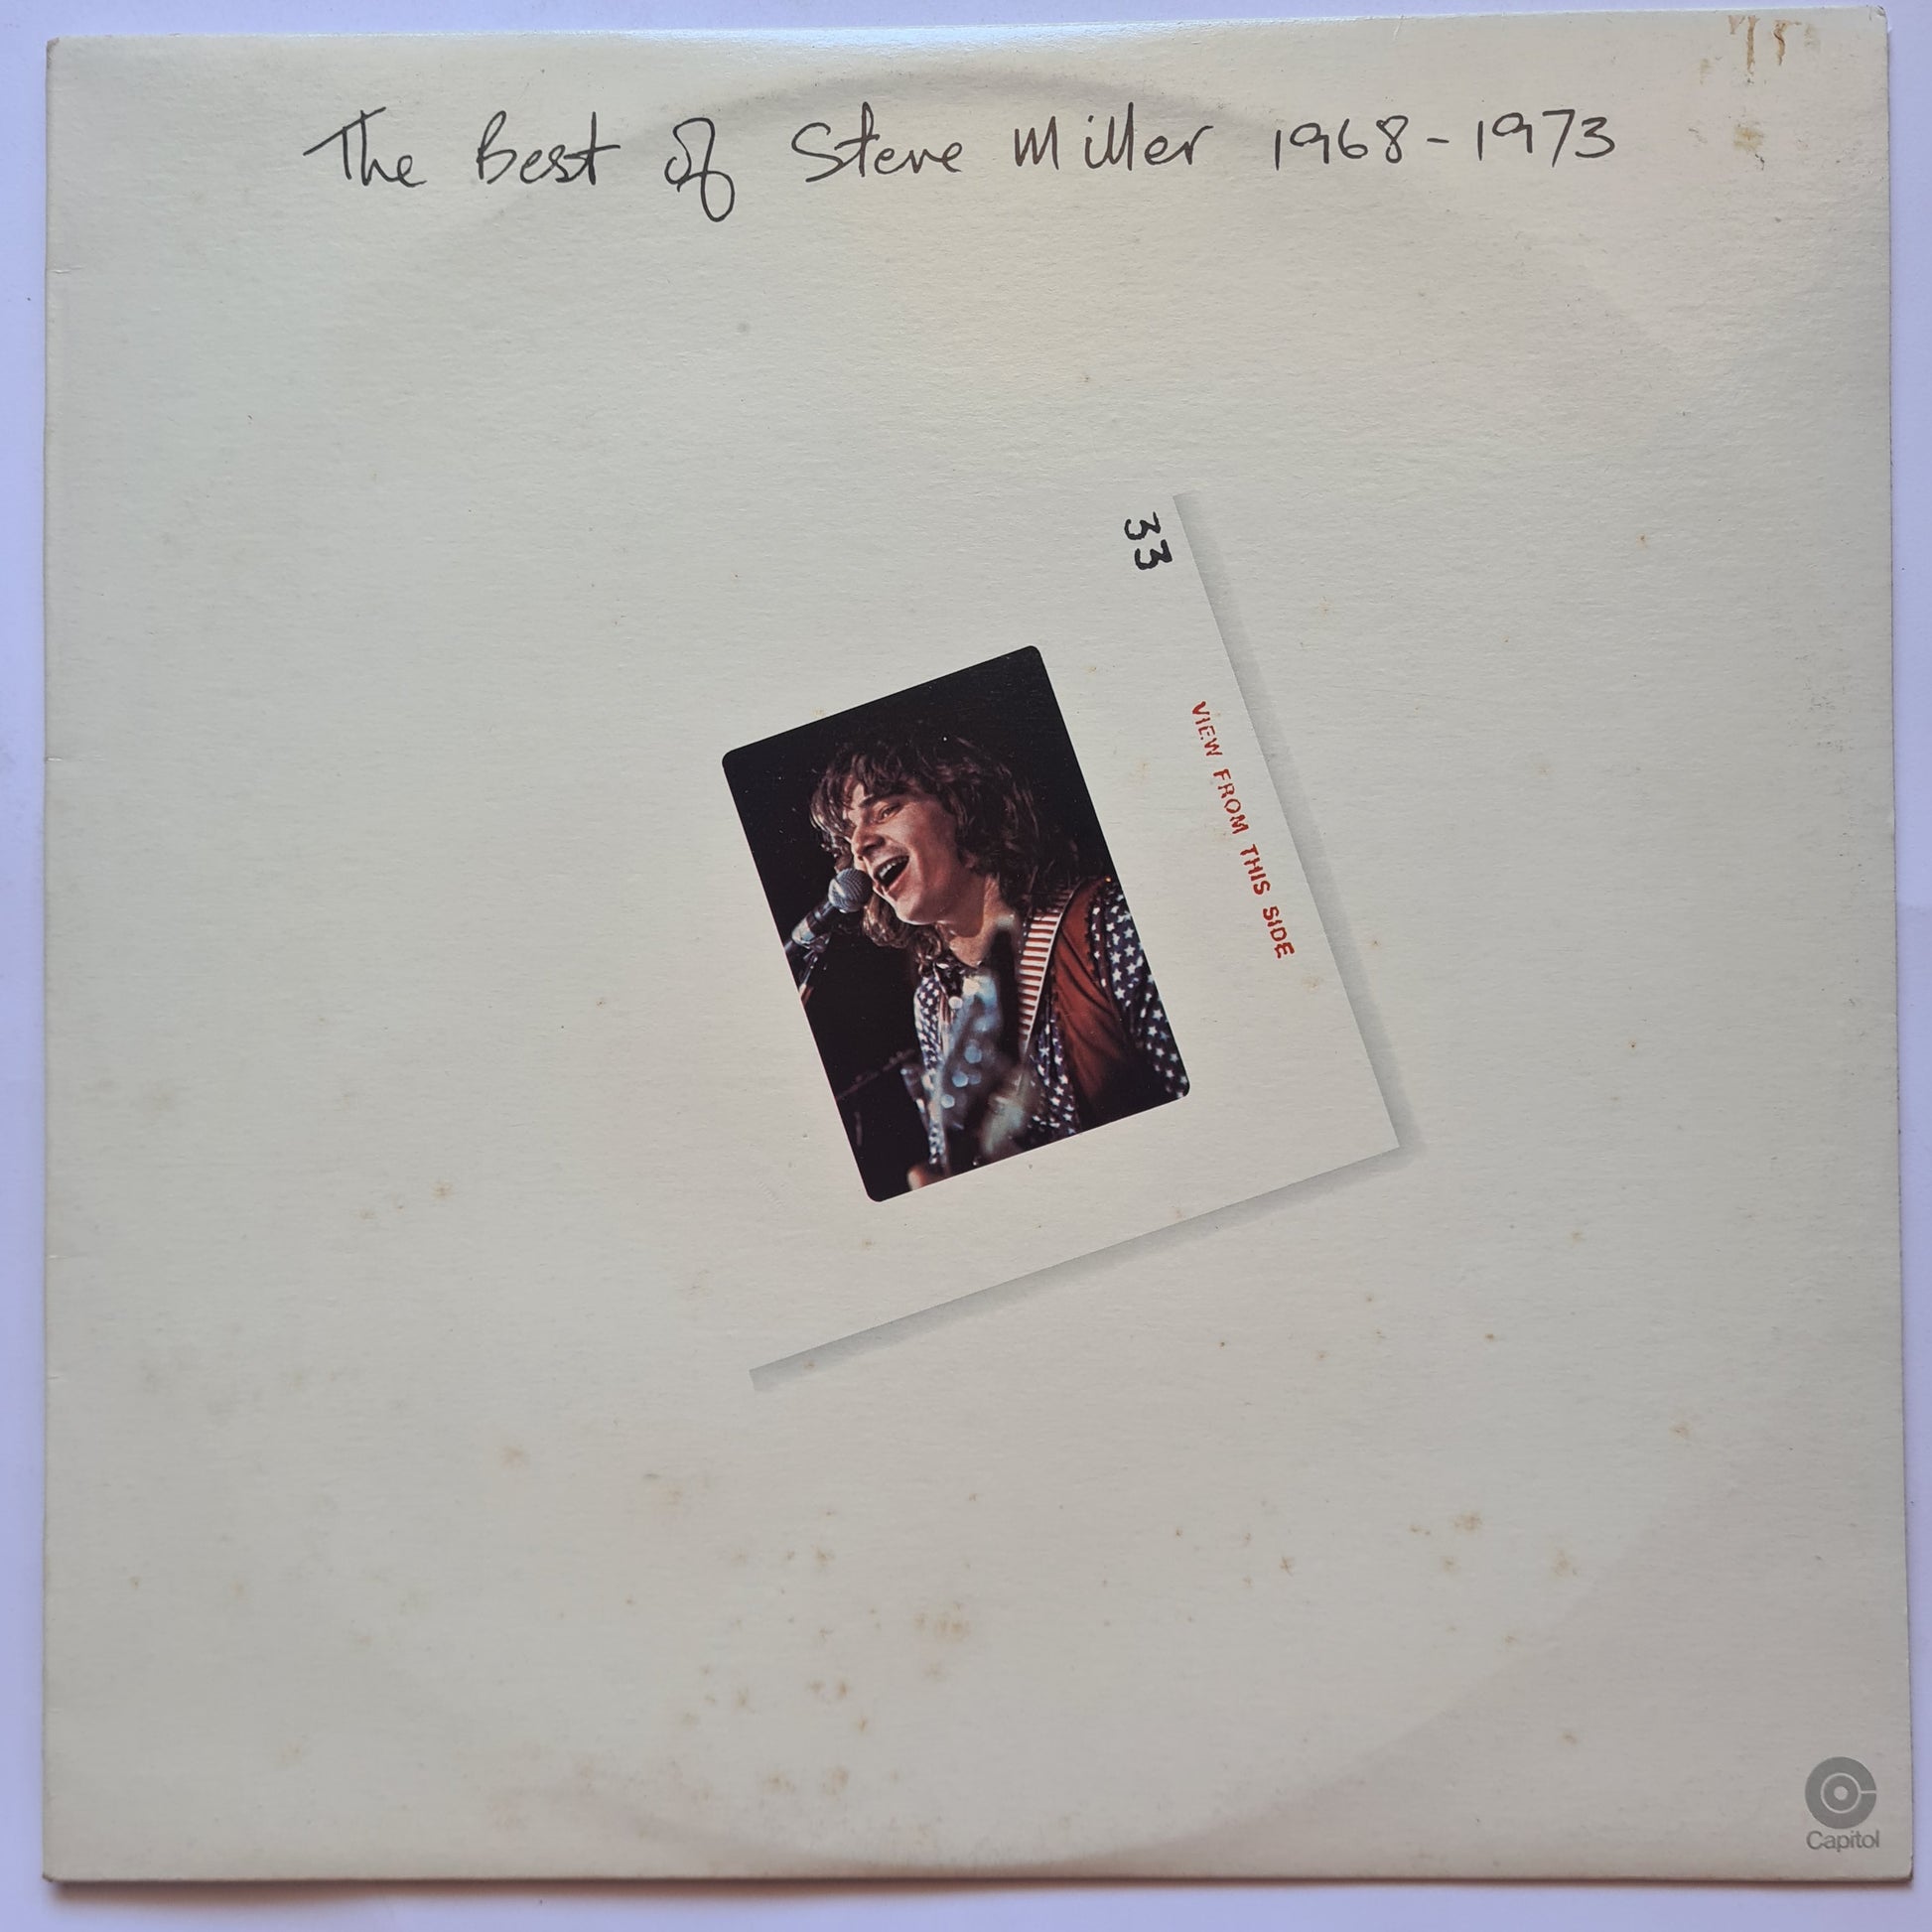 The Best of Steve Miller 1968-1973
33
VIEW FROM THIS SIDE
Capitol